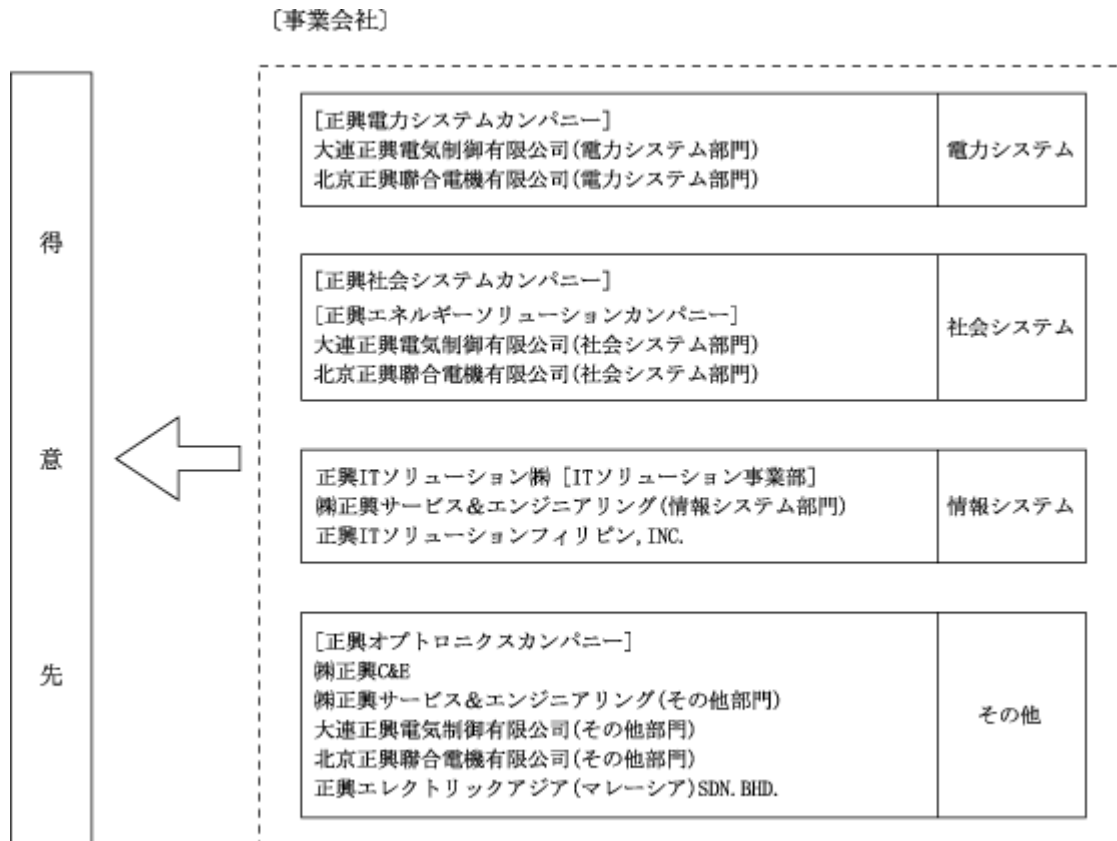 〔事業会社〕
得意先
[正興電力システムカンパニー]
大連正興電気制御有限公司(電力システム部門)
北京正興聯合電機有限公司(電力システム部門)
電力システム
[正興社会システムカンパニー]
[正興エネルギーソリューションカンパニー]
大連正興電気制御有限公司(社会システム部門)
北京正興聯合電機有限公司(社会システム部門)
社会システム
正興ITソリューション㈱ [ITソリューション事業部]
㈱正興サービス&エンジニアリング(情報システム部門)
正興ITソリューションフィリピン,INC.
情報システム
[正興オプトロニクスカンパニー]
㈱正興C&E
㈱正興サービス&エンジニアリング(その他部門)
大連正興電気制御有限公司(その他部門)
北京正興聯合電機有限公司(その他部門)
正興エレクトリックアジア(マレーシア)SDN.BHD.
その他